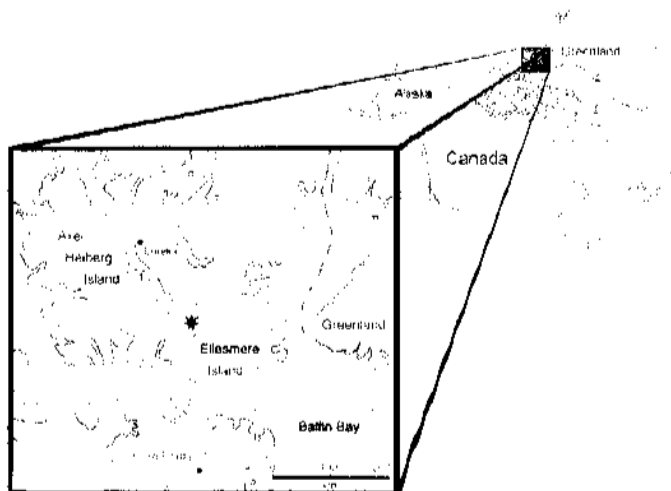 Greenland
Alaska
Canada
Axel
Heiberg
Island
Eureka
Greenland
Ellesmere
Island
Baffin Bay